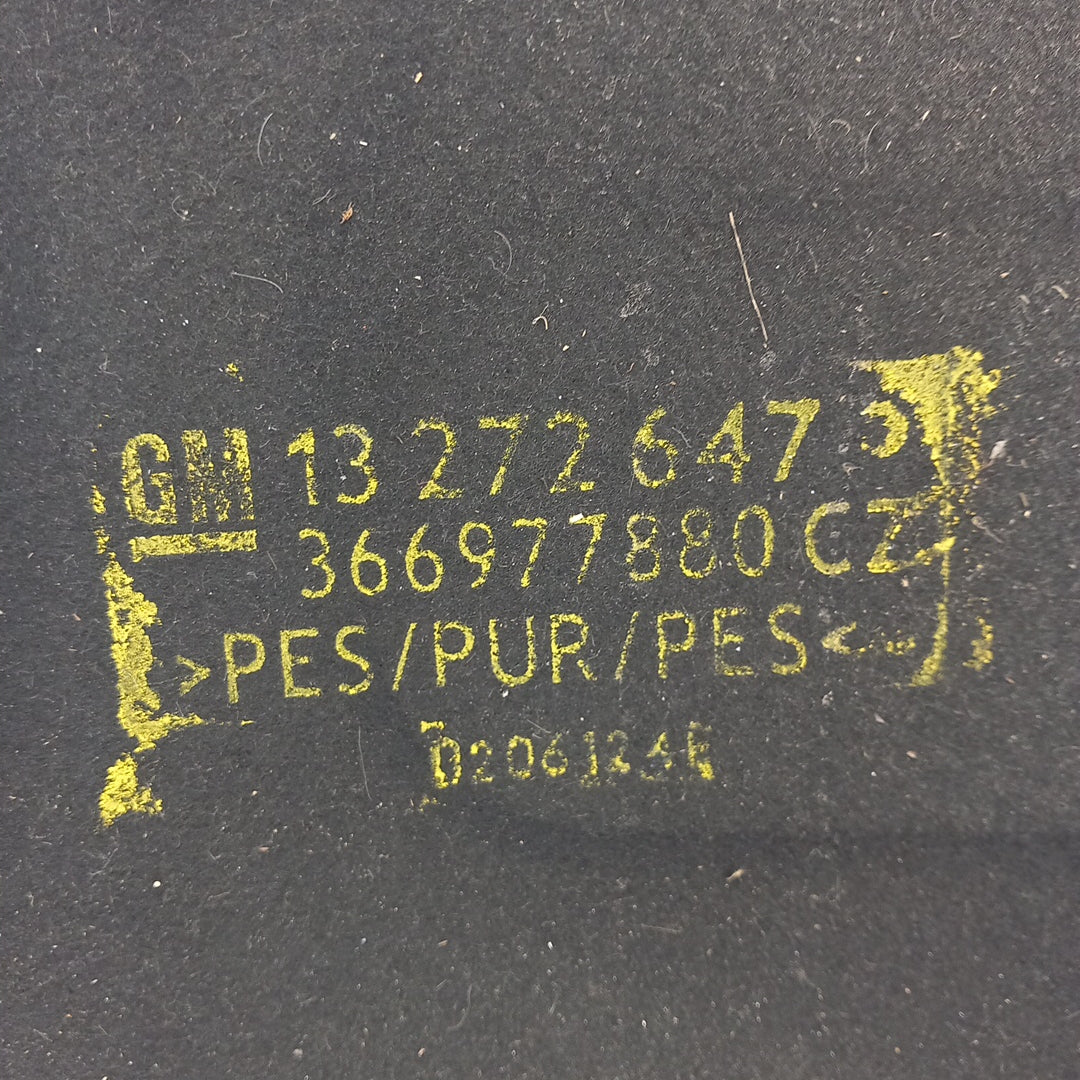 GM 13 272 647
366977880 CZ
>PES/PUR/PES<